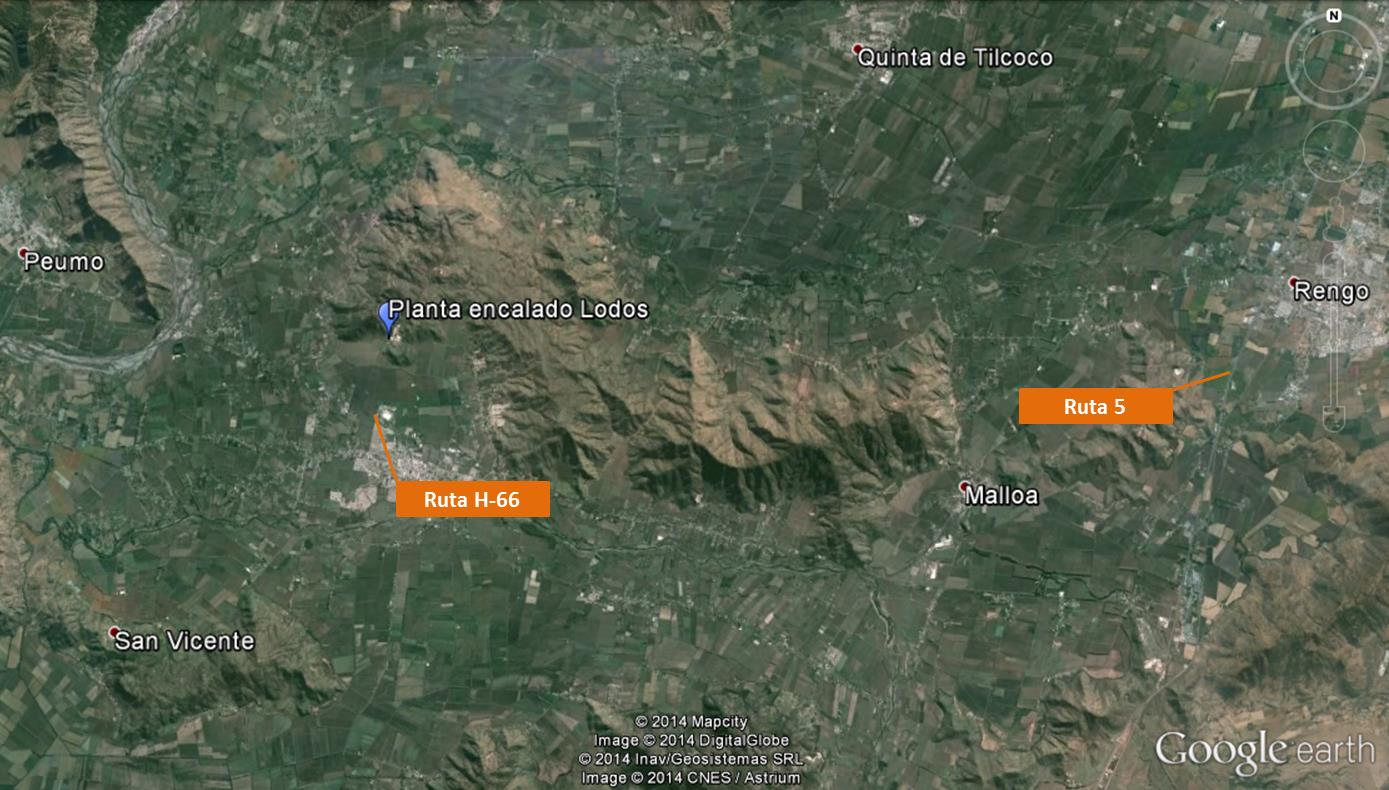 N
Quinta de Tilcoco
Peumo
Rengo
Planta encalado Lodos
Ruta 5
Ruta H-66
Malloa
San Vicente
© 2014 Mapcity
Image © 2014 DigitalGlobe
© 2014 Inav/Geosistemas SRL
Image © 2014 CNES / Astrium
Google earth